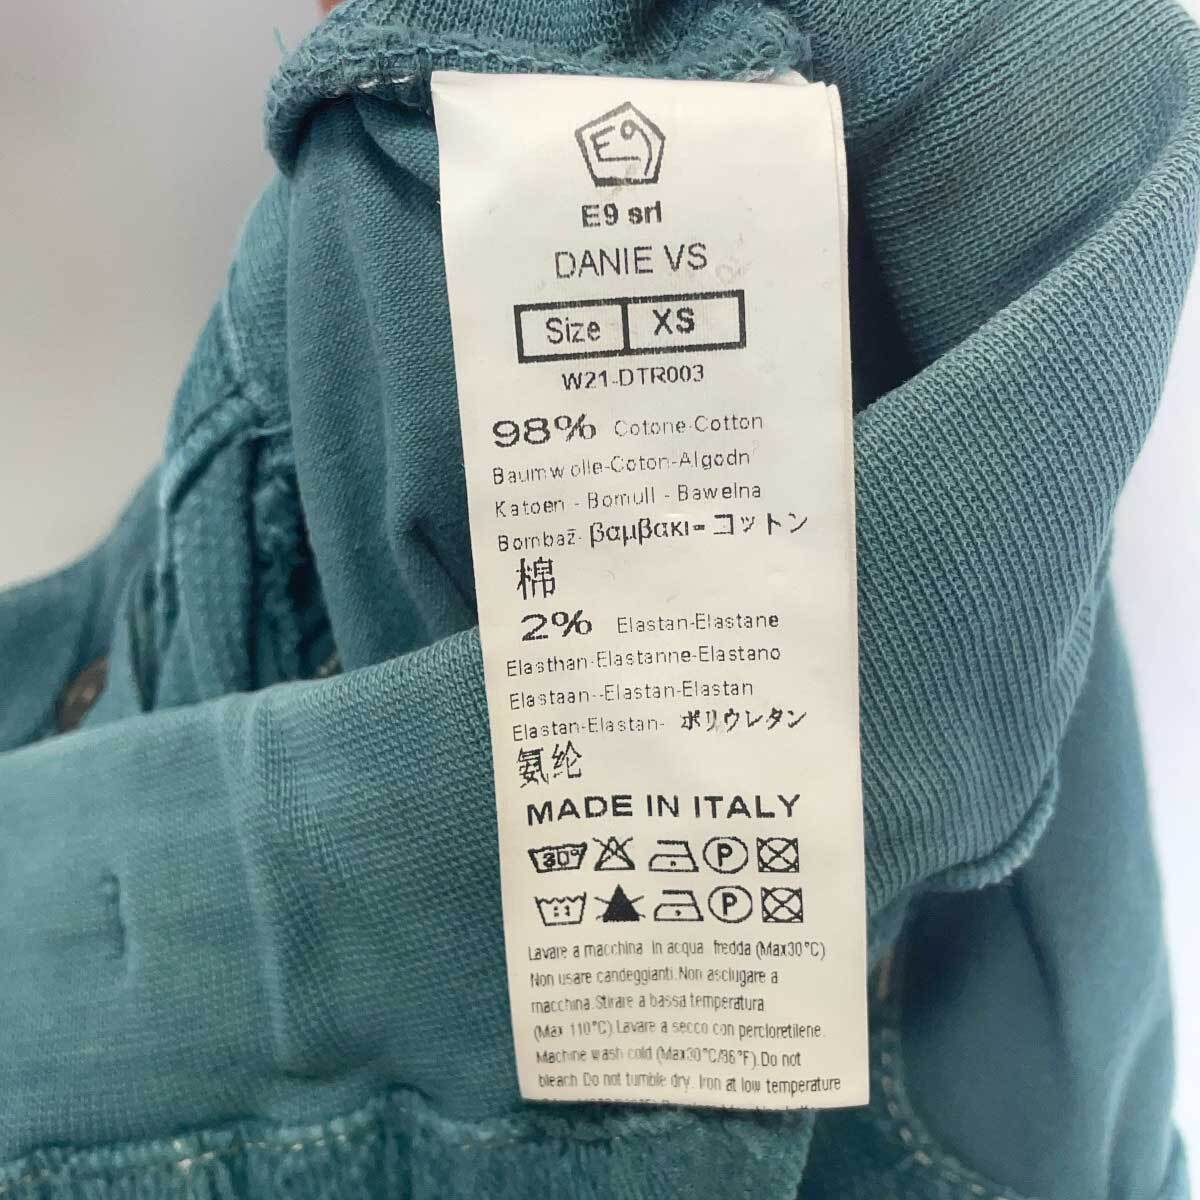 E9
E9 srl
DANIE VS
Size XS
W21-DTR003
98% Cotone-Cotton
Baumwolle-Coton-Algodn
Katoen - Bomull - Bawelna
Bombaž- βαμβακι- コットン
棉
2% Elastan-Elastane
Elasthan-Elastanne-Elastano
Elastaan--Elastan-Elastan
Elastan-Elastan- ポリウレタン
氨纶
MADE IN ITALY
30° P
P
Lavare a macchina in acqua fredda (Max30°C)
Non usare candeggianti.Non asciugare a
macchina.Stirare a bassa temperatura
(Max 110°C).Lavare a secco con percloretilene.
Machine wash cold (Max30°C/86°F).Do not
bleach Do not tumble dry. Iron at low temperature